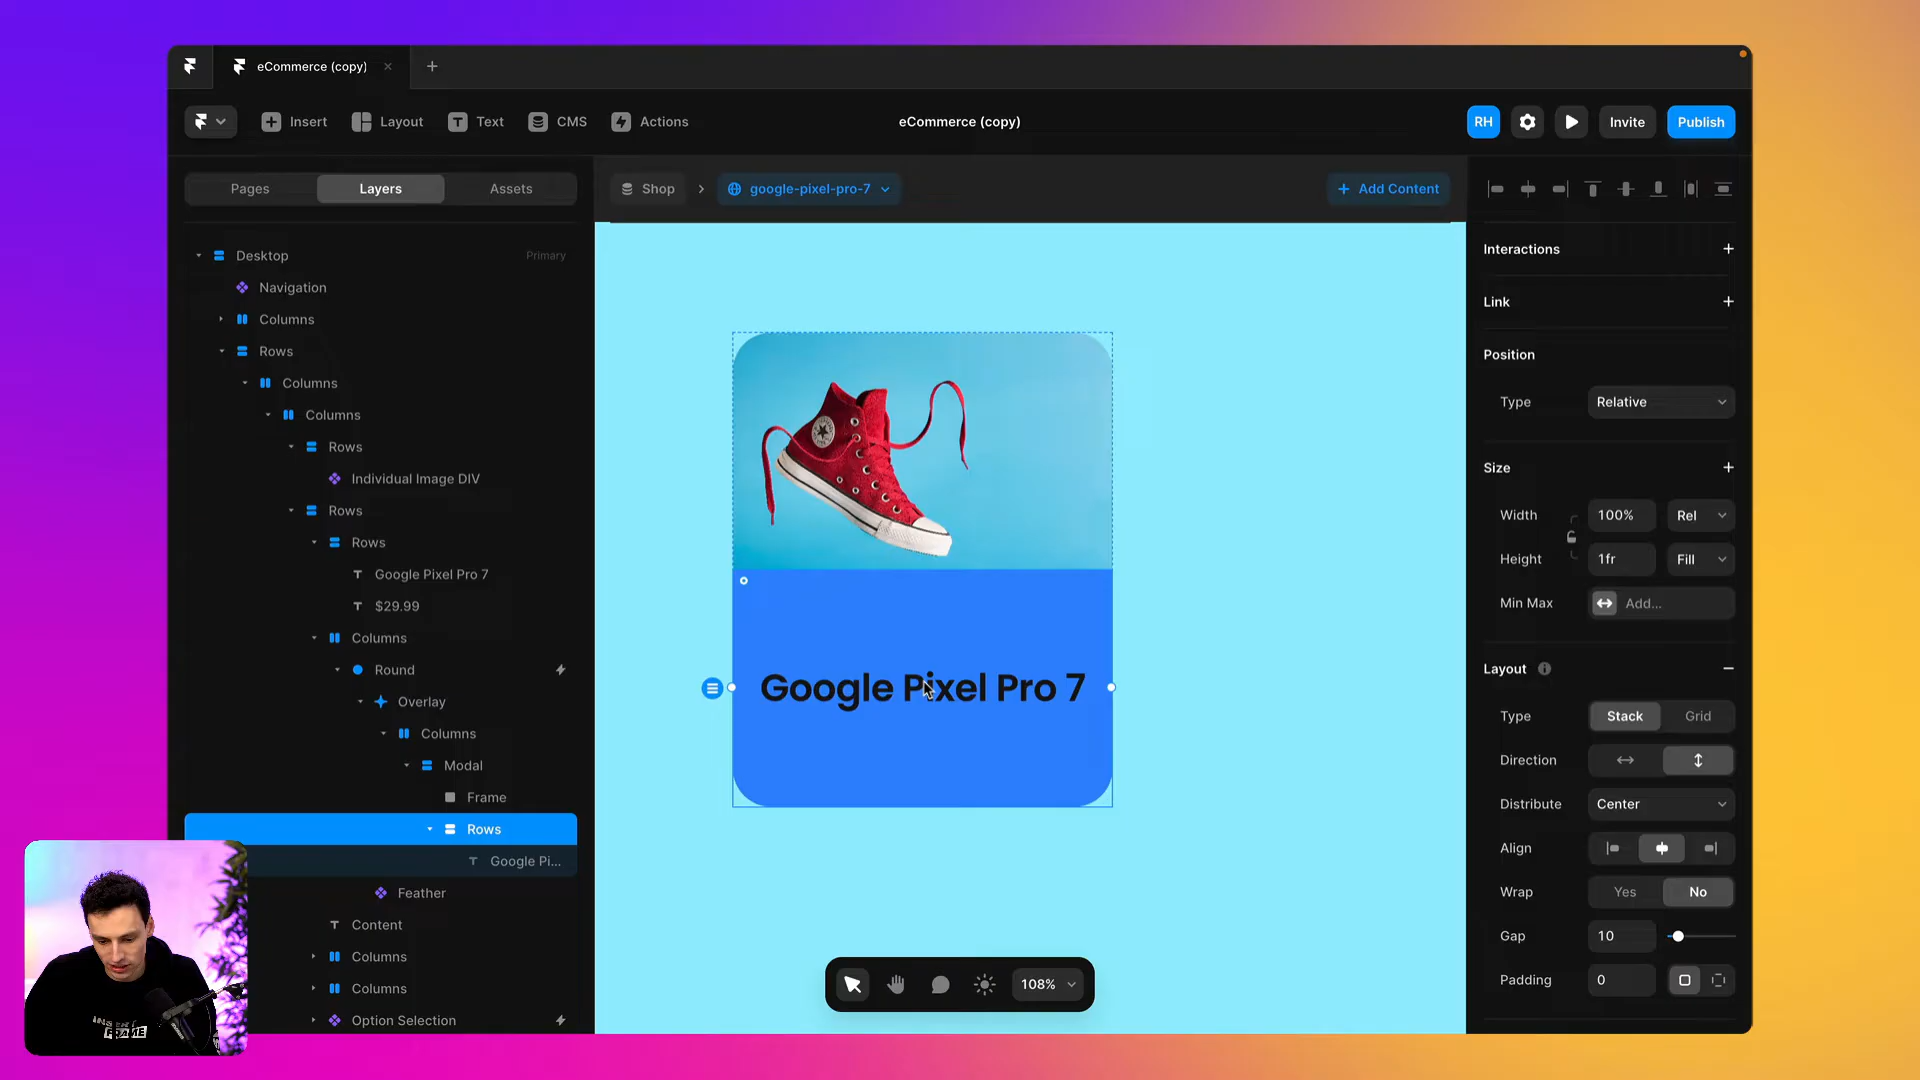 eCommerce (copy)
Insert
Layout
Text
CMS
Actions
eCommerce (copy)
RH
Invite
Publish
Pages
Layers
Assets
Shop
google-pixel-pro-7
Add Content
Desktop
Primary
Navigation
Columns
Rows
Columns
Columns
Rows
Individual Image DIV
Rows
Rows
Google Pixel Pro 7
$29.99
Columns
Round
Overlay
Columns
Modal
Frame
Rows
Google Pi...
Feather
Content
Columns
Columns
Option Selection
Google Pixel Pro 7
108%
Interactions
Link
Position
Type
Relative
Size
Width
100%
Rel
Height
1fr
Fill
Min Max
Add...
Layout
Type
Stack
Grid
Direction
Distribute
Center
Align
Wrap
Yes
No
Gap
10
Padding
0
FRAME